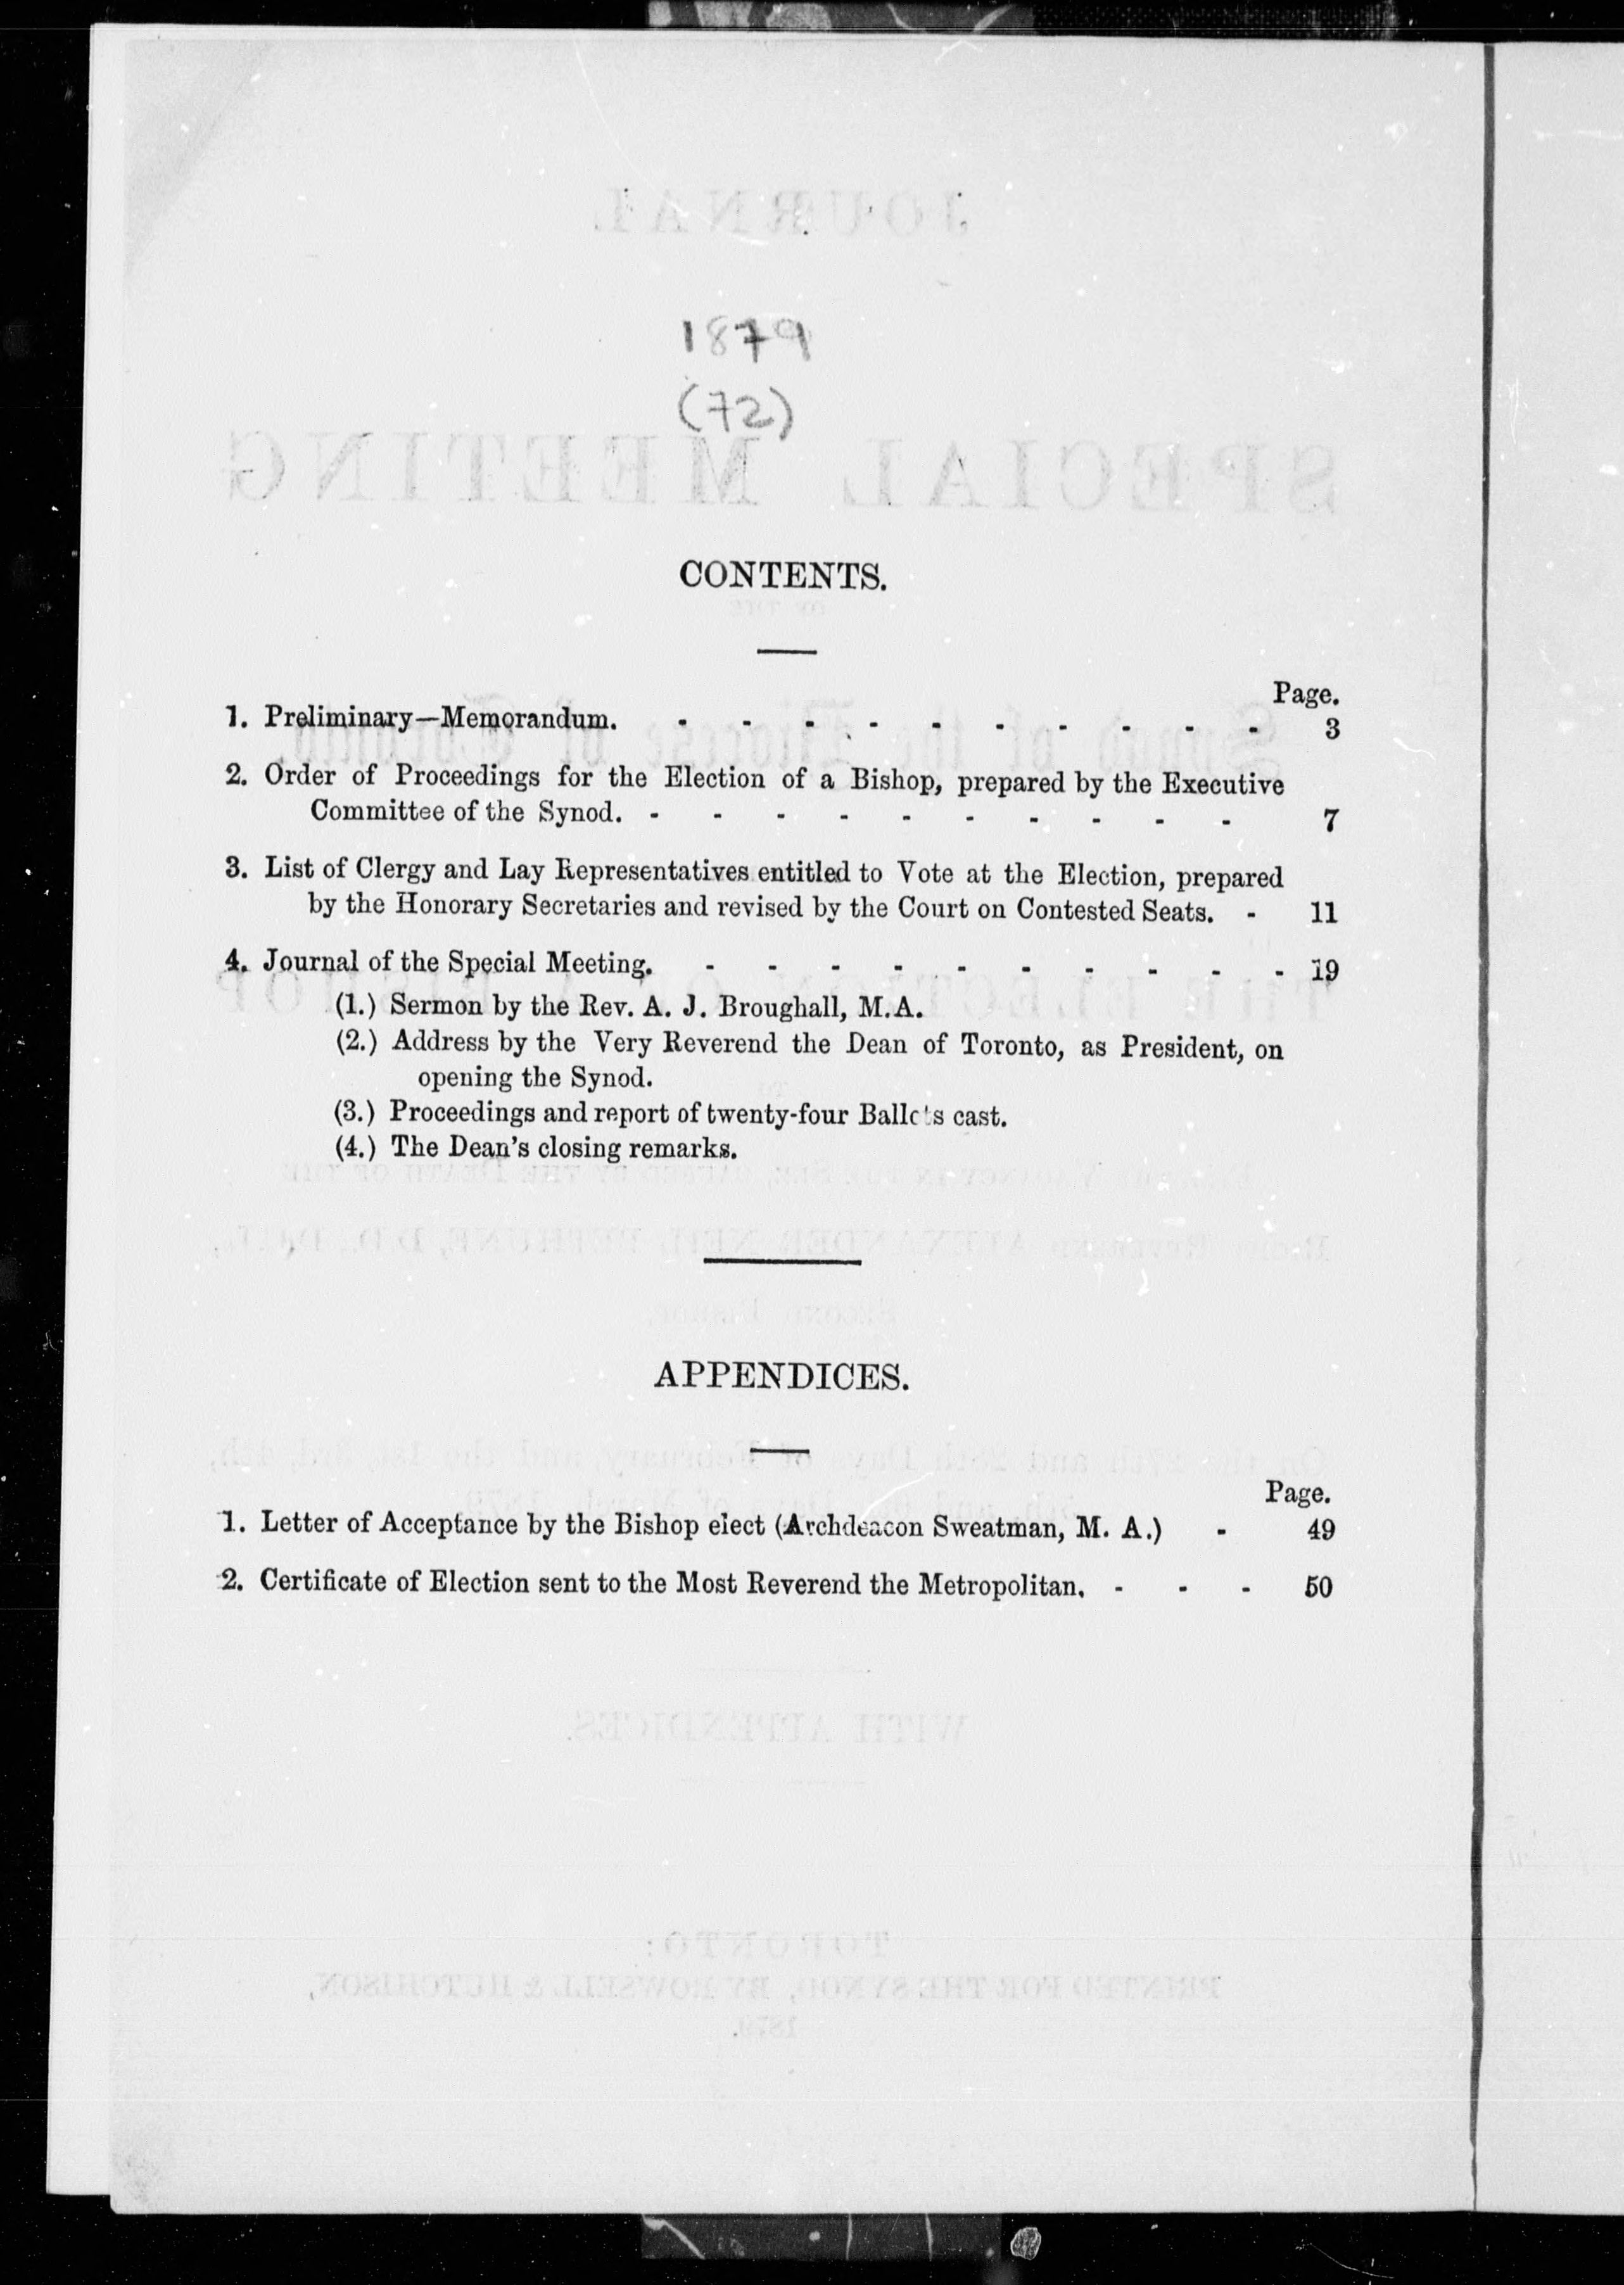 1879
(72)
CONTENTS.
Page.
1. Preliminary—Memorandum. - - - - - - - - - - 3
2. Order of Proceedings for the Election of a Bishop, prepared by the Executive
Committee of the Synod. - - - - - - - - - - 7
3. List of Clergy and Lay Representatives entitled to Vote at the Election, prepared
by the Honorary Secretaries and revised by the Court on Contested Seats. - 11
4. Journal of the Special Meeting. - - - - - - - - - - 19
(1.) Sermon by the Rev. A. J. Broughall, M.A.
(2.) Address by the Very Reverend the Dean of Toronto, as President, on
opening the Synod.
(3.) Proceedings and report of twenty-four Ballots cast.
(4.) The Dean's closing remarks.
APPENDICES.
Page.
1. Letter of Acceptance by the Bishop elect (Archdeacon Sweatman, M. A.) - 49
2. Certificate of Election sent to the Most Reverend the Metropolitan. - - - 50